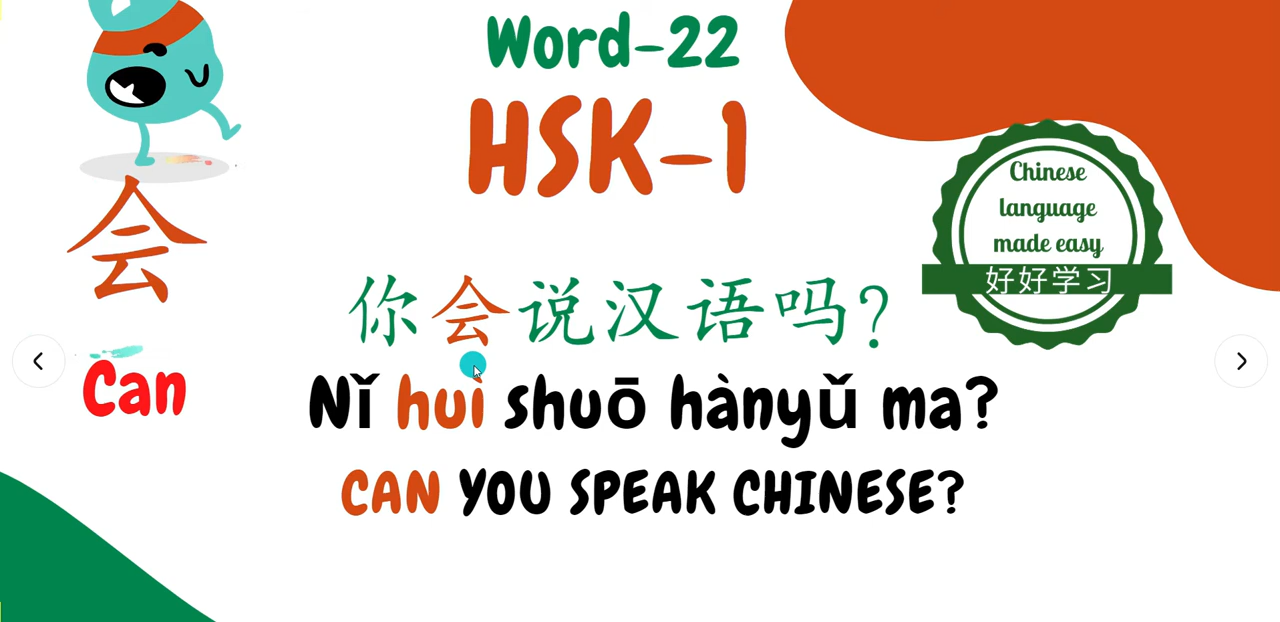 Word-22
HSK-1
Chinese
language
made easy
好好学习
会
Can
你会说汉语吗?
Nǐ huì shuō hànyǔ ma?
CAN YOU SPEAK CHINESE?